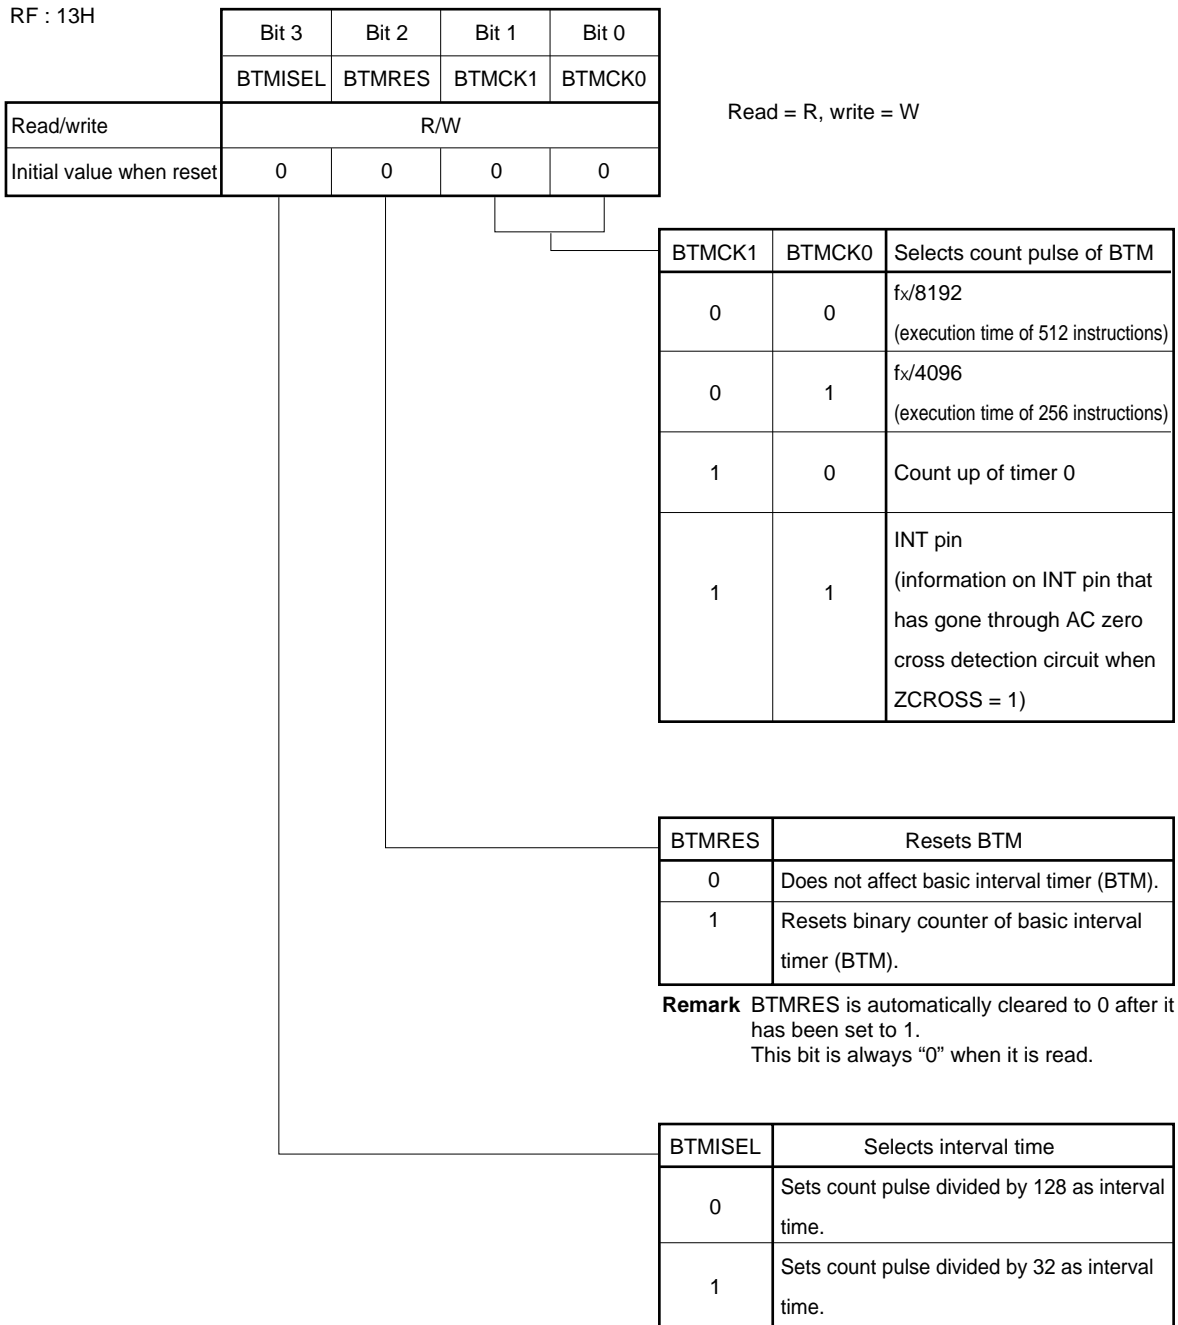 RF : 13H
Bit 3 Bit 2 Bit 1 Bit 0
BTMISEL BTMRES BTMCK1 BTMCK0
Read/write R/W
Initial value when reset 0 0 0 0
Read = R, write = W
BTMCK1 BTMCK0 Selects count pulse of BTM
0 0 fX/8192
(execution time of 512 instructions)
0 1 fX/4096
(execution time of 256 instructions)
1 0 Count up of timer 0
1 1 INT pin
(information on INT pin that
has gone through AC zero
cross detection circuit when
ZCROSS = 1)
BTMRES Resets BTM
0 Does not affect basic interval timer (BTM).
1 Resets binary counter of basic interval
timer (BTM).
Remark BTMRES is automatically cleared to 0 after it
has been set to 1.
This bit is always “0” when it is read.
BTMISEL Selects interval time
0 Sets count pulse divided by 128 as interval
time.
1 Sets count pulse divided by 32 as interval
time.